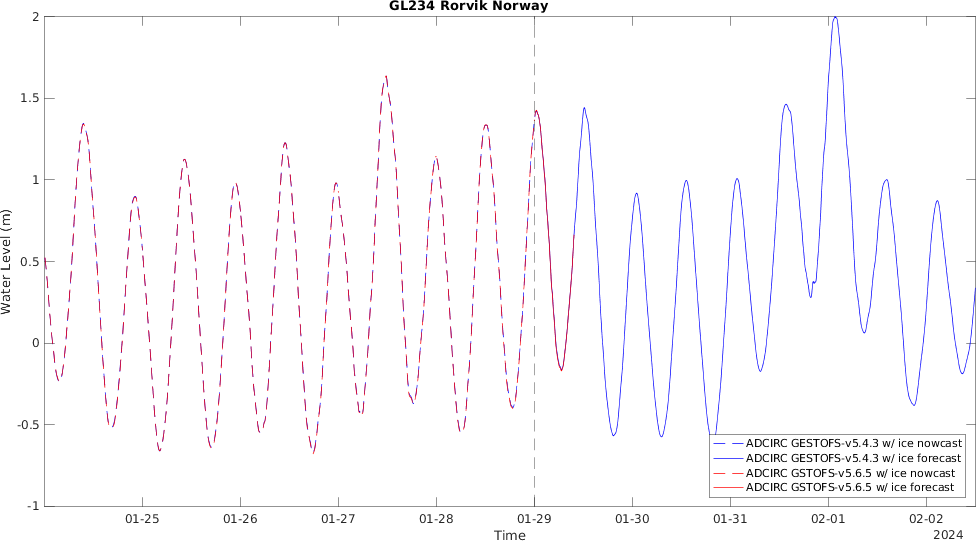 GL234 Rorvik Norway
2
1.5
1
0.5
0
-0.5
-1
Water Level (m)
01-25
01-26
01-27
01-28
01-29
01-30
01-31
02-01
02-02
Time
2024
ADCIRC GESTOFS-v5.4.3 w/ ice nowcast
ADCIRC GESTOFS-v5.4.3 w/ ice forecast
ADCIRC GSTOFS-v5.6.5 w/ ice nowcast
ADCIRC GSTOFS-v5.6.5 w/ ice forecast